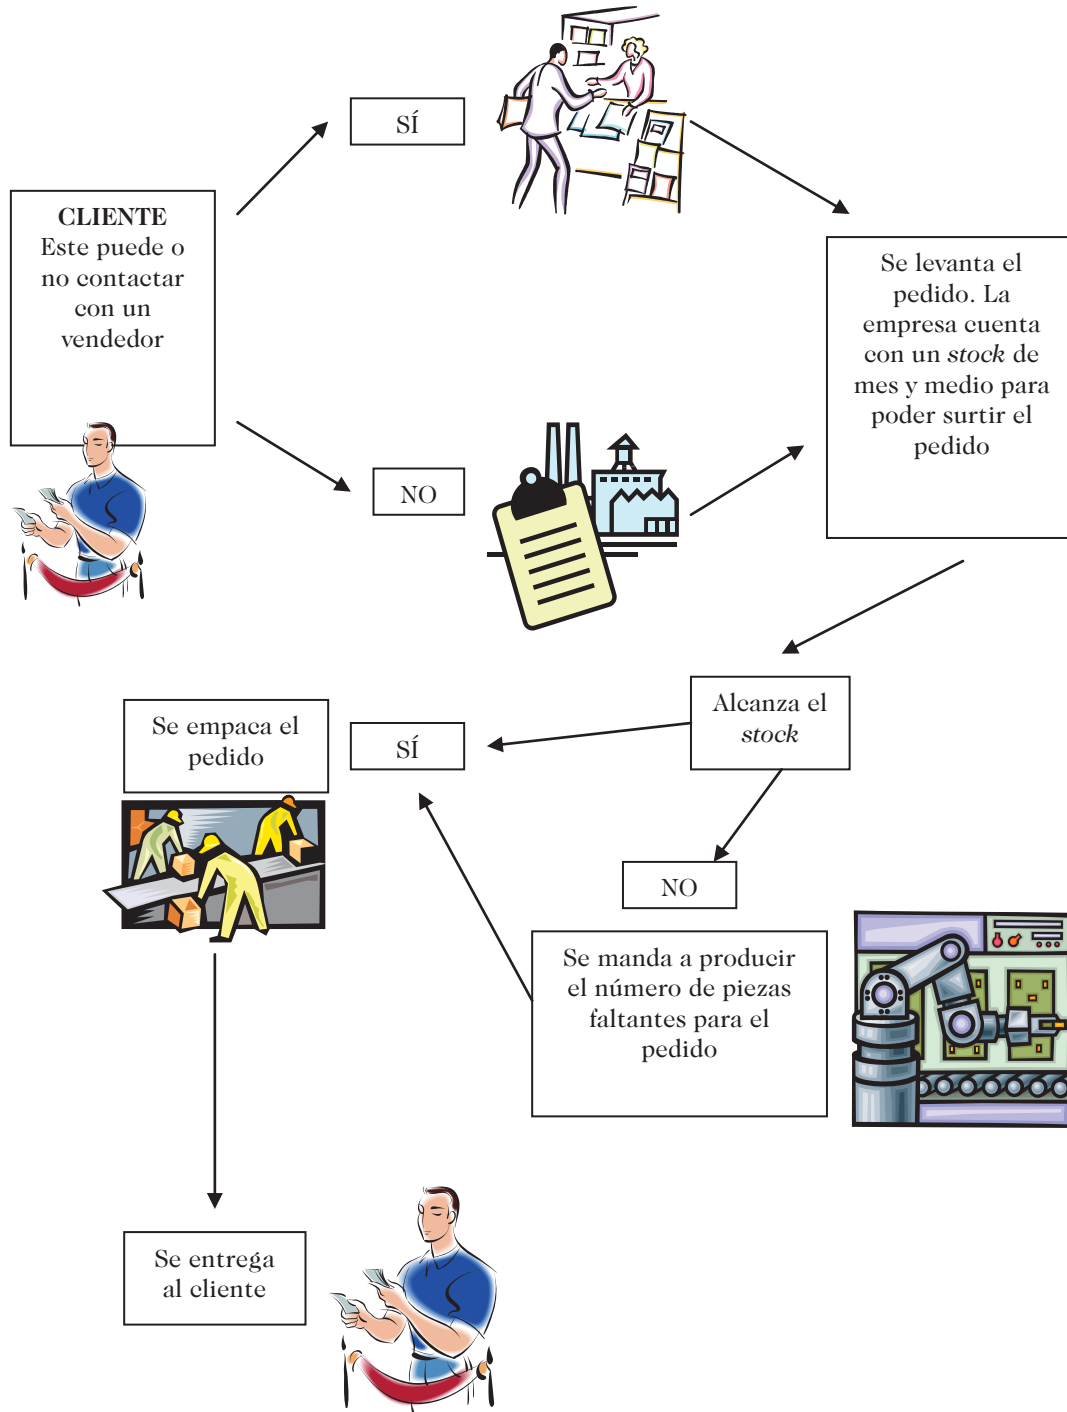 SÍ
CLIENTE
Este puede o
no contactar
con un
vendedor
Se levanta el
pedido. La
empresa cuenta
con un stock de
mes y medio para
poder surtir el
pedido
NO
Alcanza el
stock
SÍ
Se empaca el
pedido
NO
Se manda a producir
el número de piezas
faltantes para el
pedido
Se entrega
al cliente